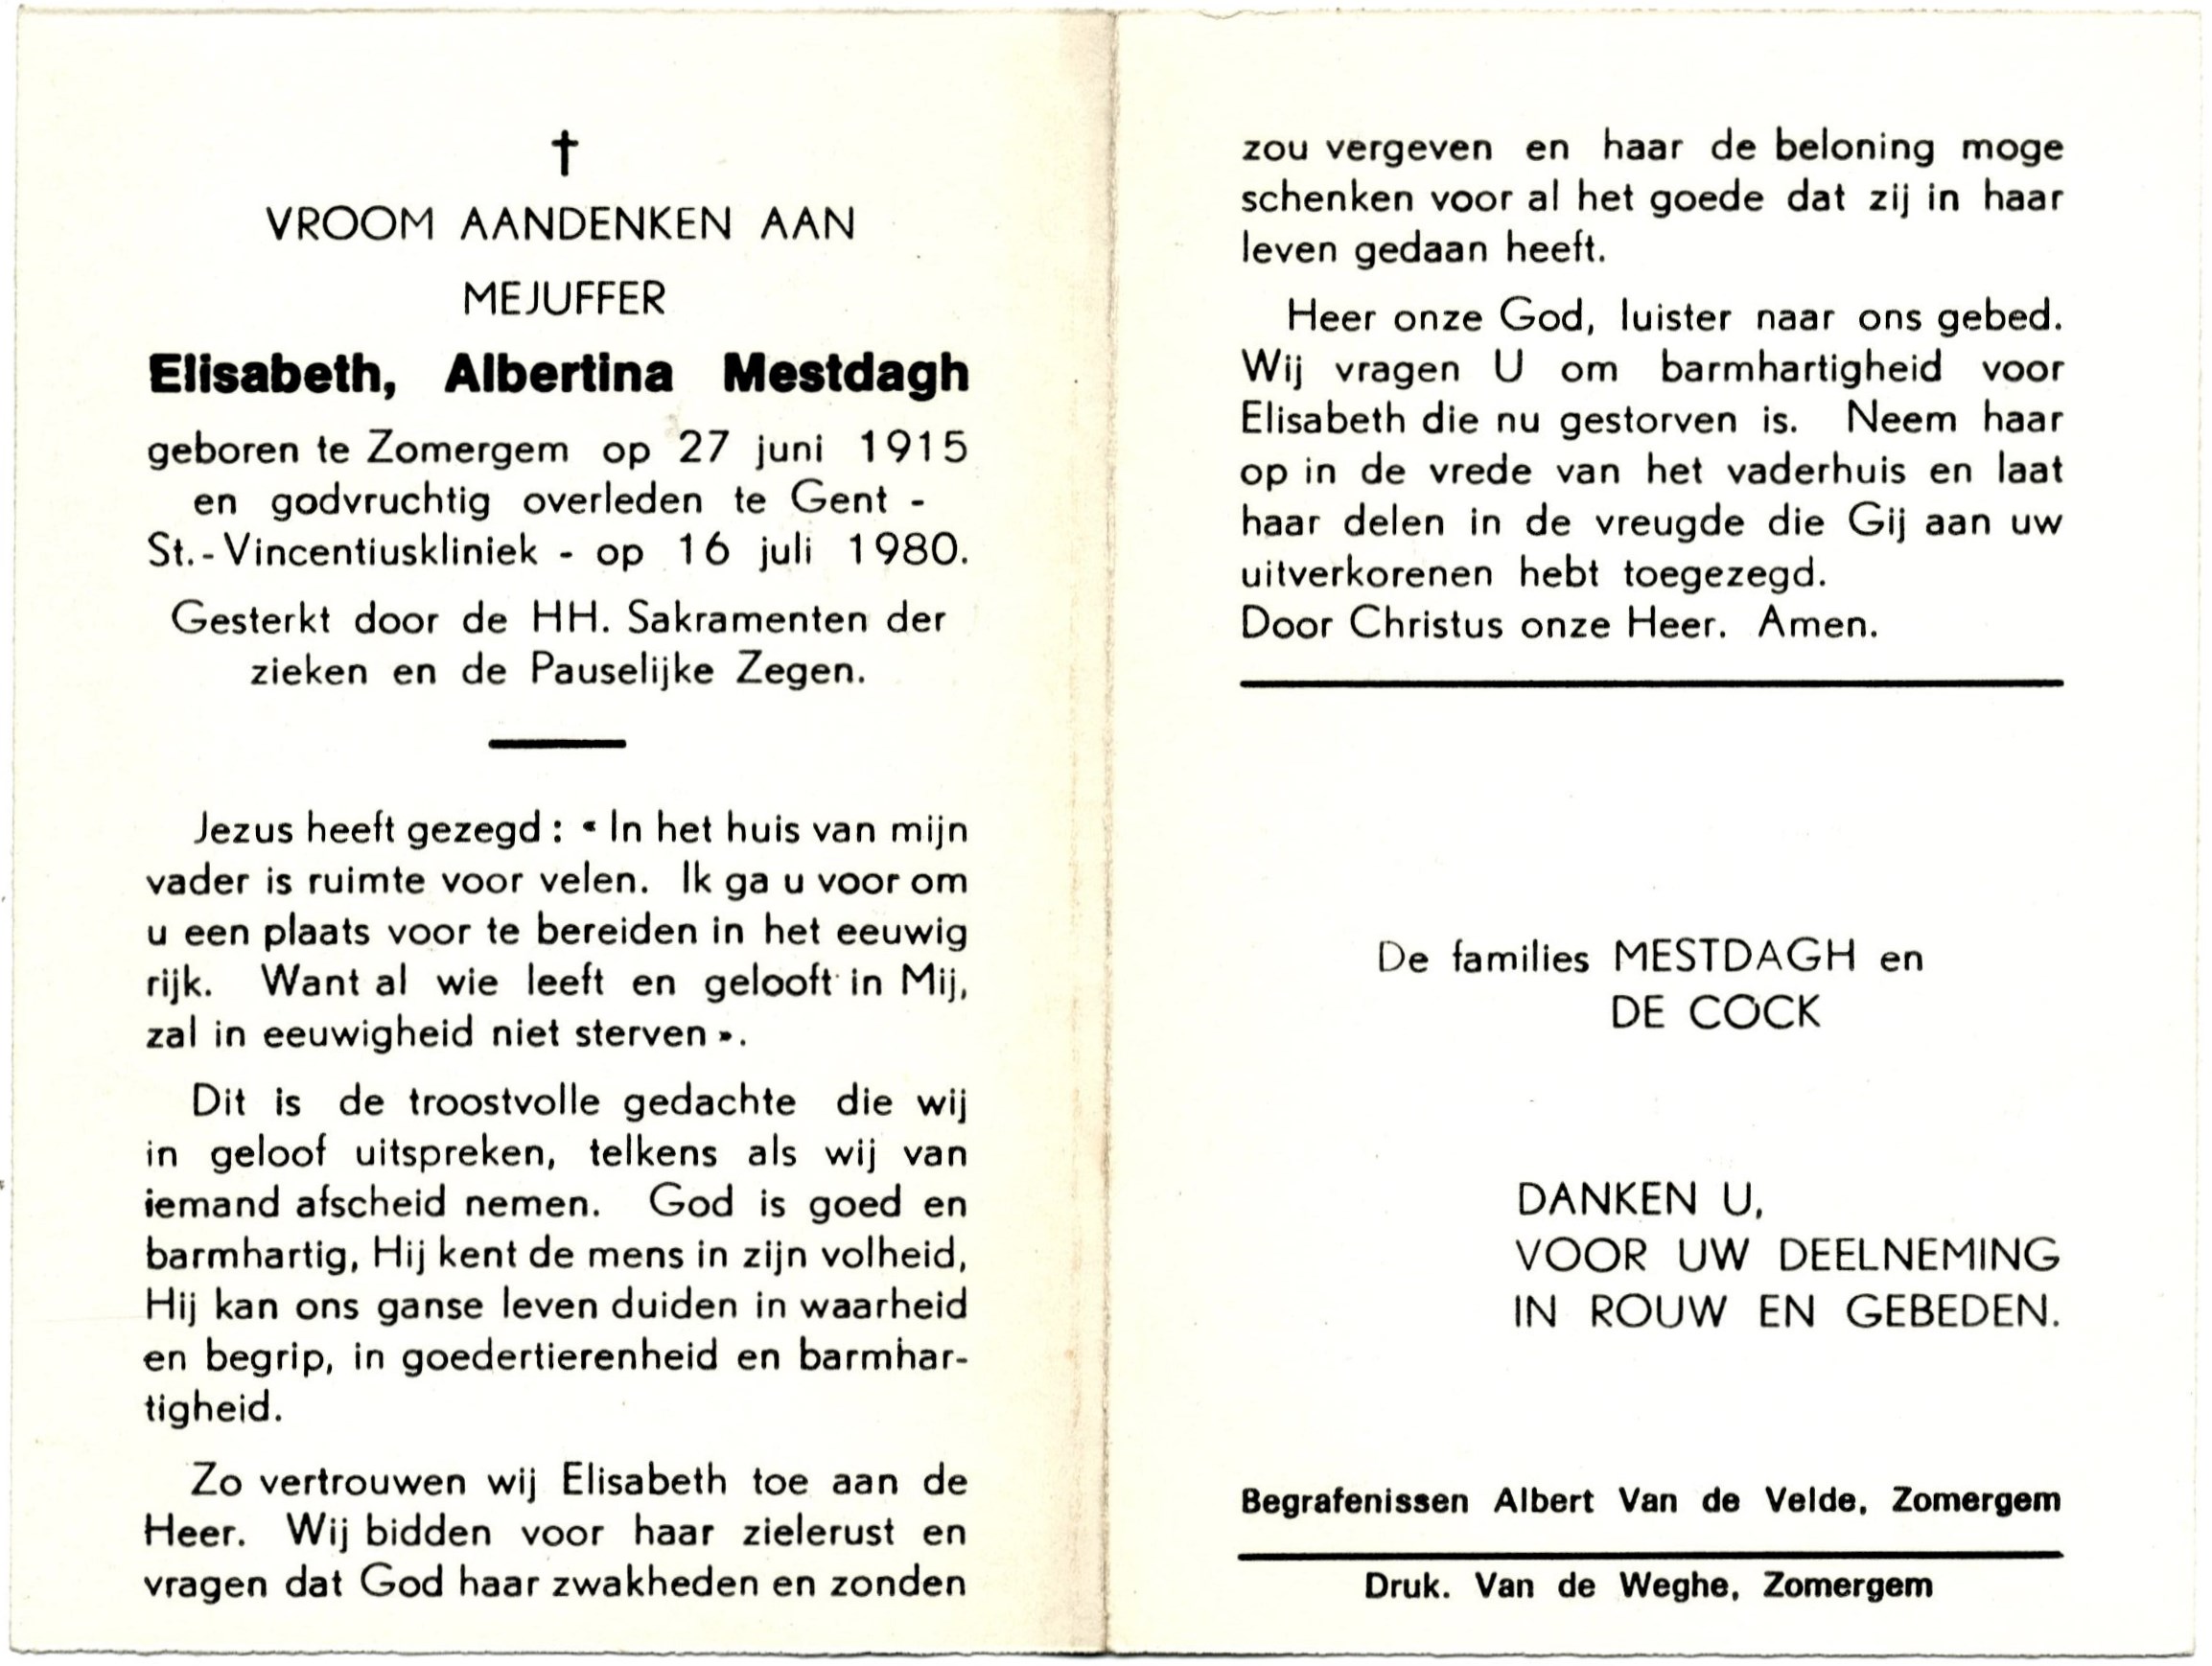 †
VROOM AANDENKEN AAN
MEJUFFER
Elisabeth, Albertina Mestdagh
geboren te Zomergem op 27 juni 1915
en godvruchtig overleden te Gent -
St.-Vincentiuskliniek - op 16 juli 1980.
Gesterkt door de HH. Sakramenten der
zieken en de Pauselijke Zegen.
Jezus heeft gezegd : « In het huis van mijn
vader is ruimte voor velen. Ik ga u voor om
u een plaats voor te bereiden in het eeuwig
rijk. Want al wie leeft en gelooft in Mij,
zal in eeuwigheid niet sterven ».
Dit is de troostvolle gedachte die wij
in geloof uitspreken, telkens als wij van
iemand afscheid nemen. God is goed en
barmhartig, Hij kent de mens in zijn volheid,
Hij kan ons ganse leven duiden in waarheid
en begrip, in goedertierenheid en barmhar-
tigheid.
Zo vertrouwen wij Elisabeth toe aan de
Heer. Wij bidden voor haar zielerust en
vragen dat God haar zwakheden en zonden
zou vergeven en haar de beloning moge
schenken voor al het goede dat zij in haar
leven gedaan heeft.
Heer onze God, luister naar ons gebed.
Wij vragen U om barmhartigheid voor
Elisabeth die nu gestorven is. Neem haar
op in de vrede van het vaderhuis en laat
haar delen in de vreugde die Gij aan uw
uitverkorenen hebt toegezegd.
Door Christus onze Heer. Amen.
De families MESTDAGH en
DE COCK
DANKEN U,
VOOR UW DEELNEMING
IN ROUW EN GEBEDEN.
Begrafenissen Albert Van de Velde, Zomergem
Druk. Van de Weghe, Zomergem